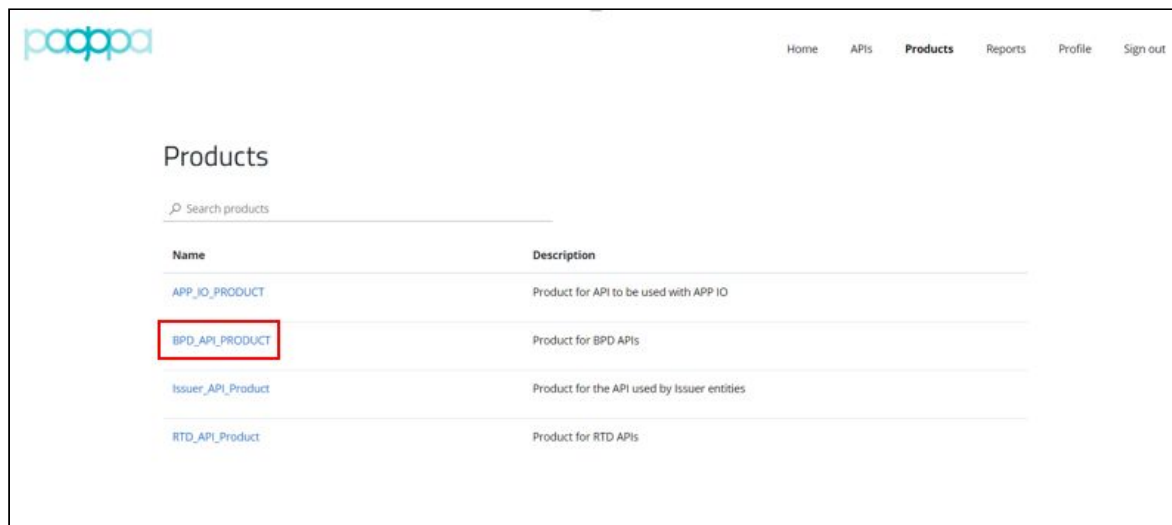 pagopa
Home APIs Products Reports Profile Sign out
Products
Search products
Name Description
APP_IO_PRODUCT Product for API to be used with APP IO
BPD_API_PRODUCT Product for BPD APIs
Issuer_API_Product Product for the API used by Issuer entities
RTD_API_Product Product for RTD APIs